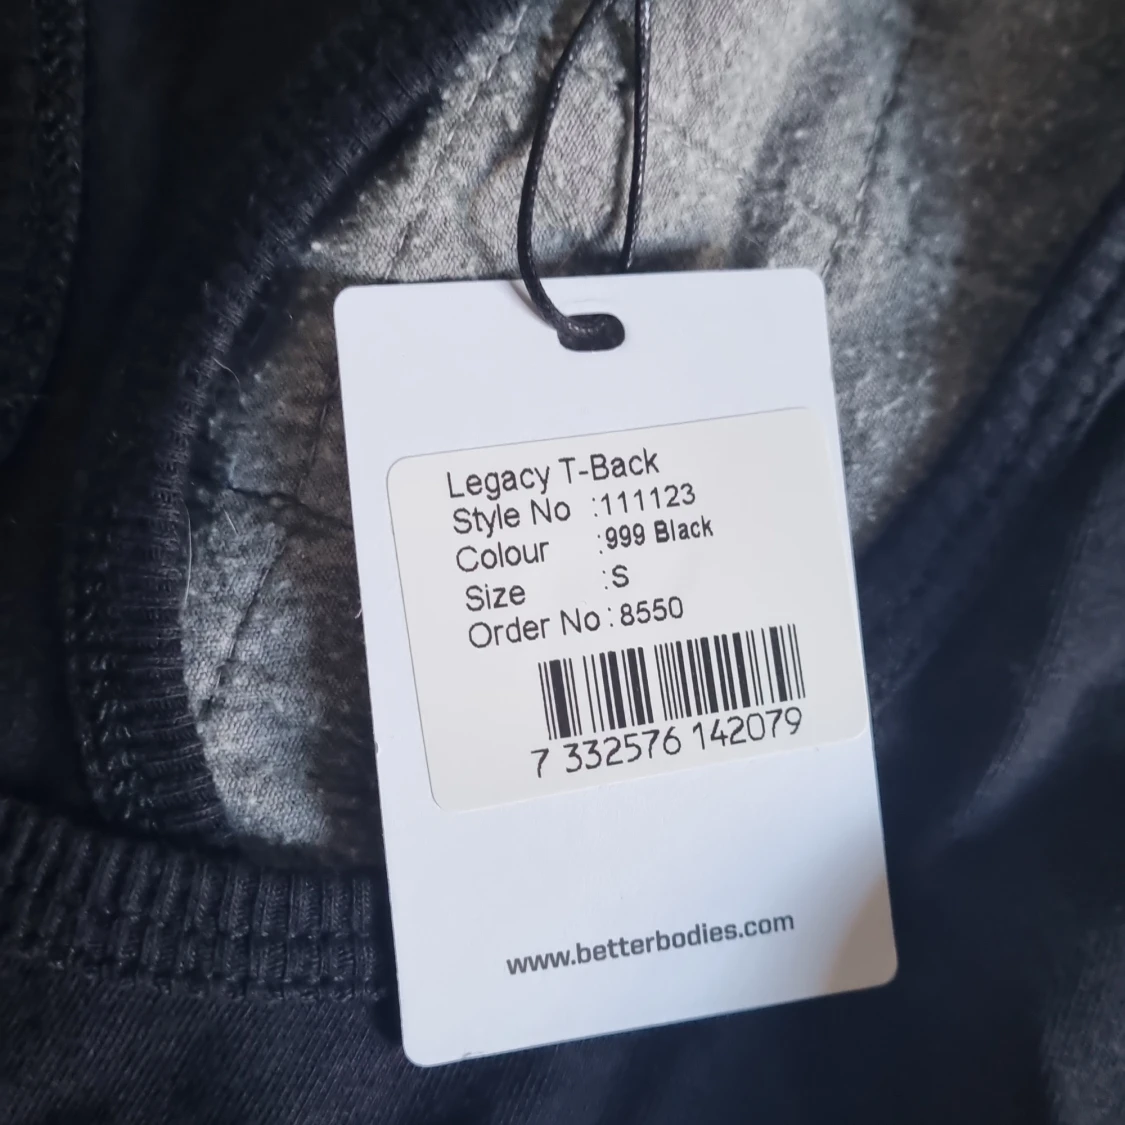 Legacy T-Back
Style No :111123
Colour :999 Black
Size :S
Order No :8550
7 332576 142079
www.betterbodies.com